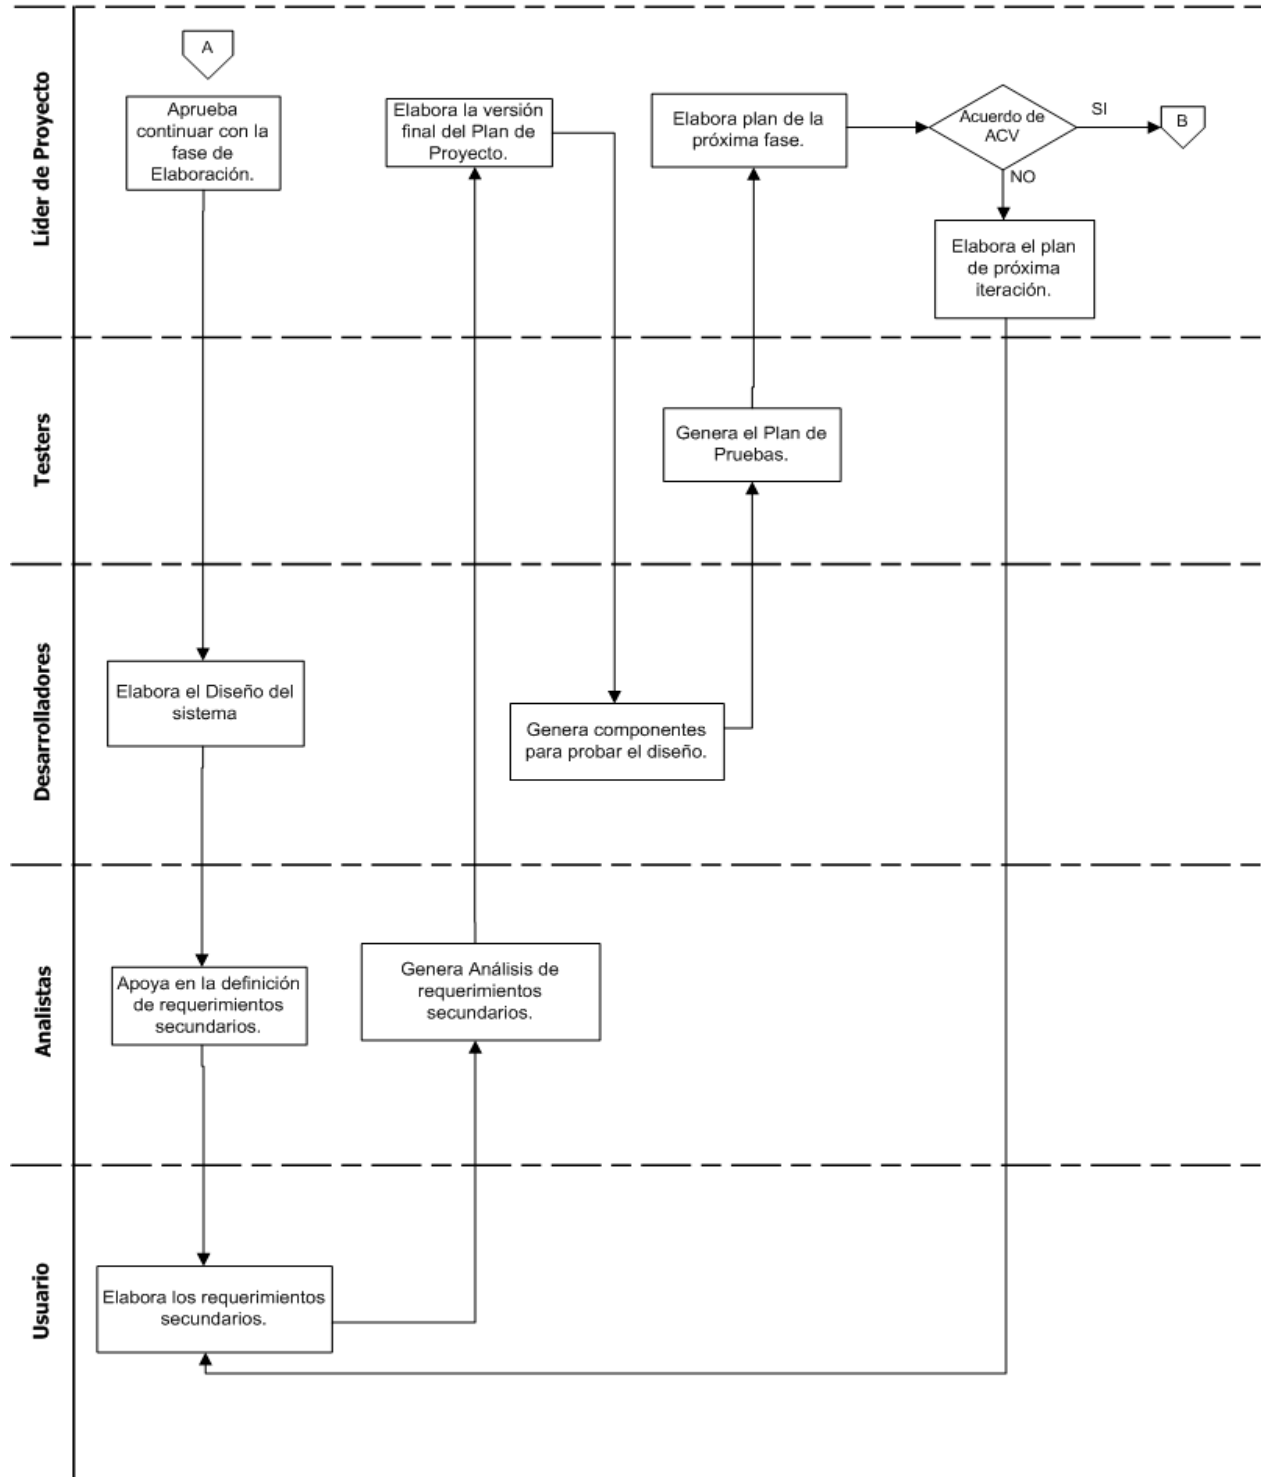 Líder de Proyecto
A
Aprueba
continuar con la
fase de
Elaboración.
Elabora la versión
final del Plan de
Proyecto.
Elabora plan de la
próxima fase.
Acuerdo de
ACV
SI
B
NO
Elabora el plan
de próxima
iteración.
Testers
Genera el Plan de
Pruebas.
Desarrolladores
Elabora el Diseño del
sistema
Genera componentes
para probar el diseño.
Analistas
Apoya en la definición
de requerimientos
secundarios.
Genera Análisis de
requerimientos
secundarios.
Usuario
Elabora los requerimientos
secundarios.